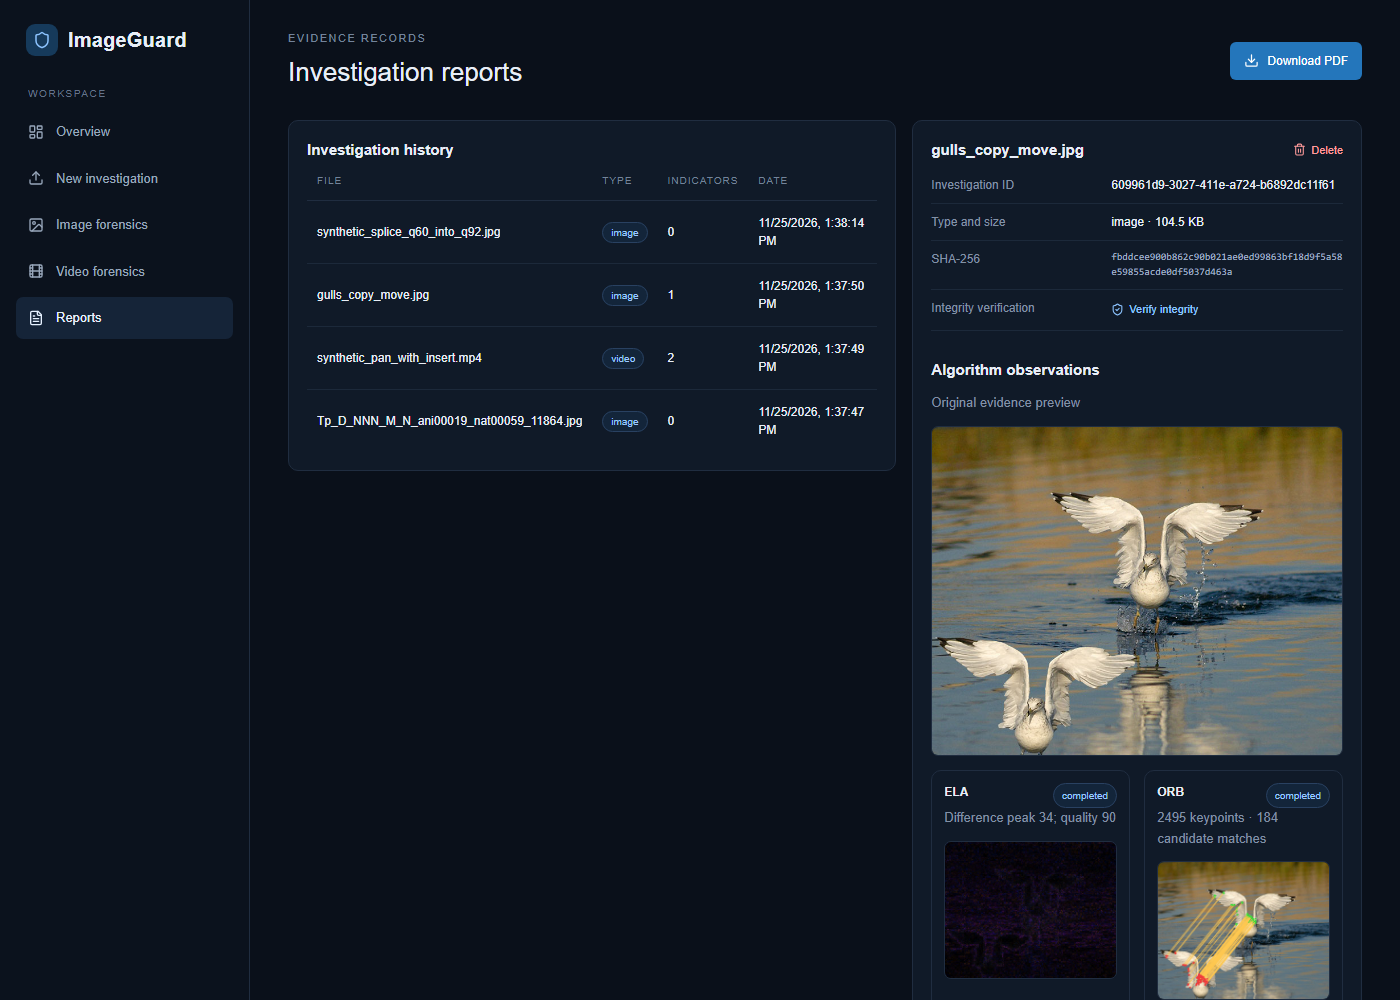 ImageGuard
WORKSPACE
Overview
New investigation
Image forensics
Video forensics
Reports
EVIDENCE RECORDS
Investigation reports
Download PDF
Investigation history
FILE TYPE INDICATORS DATE
synthetic_splice_q60_into_q92.jpg image 0 11/25/2026, 1:38:14 PM
gulls_copy_move.jpg image 1 11/25/2026, 1:37:50 PM
synthetic_pan_with_insert.mp4 video 2 11/25/2026, 1:37:49 PM
Tp_D_NNN_M_N_ani00019_nat00059_11864.jpg image 0 11/25/2026, 1:37:47 PM
gulls_copy_move.jpg
Delete
Investigation ID 609961d9-3027-411e-a724-b6892dc11f61
Type and size image · 104.5 KB
SHA-256 fbddcee900b862c90b021ae0ed99863bf18d9f5a58
e59855acde0df5037d463a
Integrity verification Verify integrity
Algorithm observations
Original evidence preview
ELA completed
Difference peak 34; quality 90
ORB completed
2495 keypoints · 184
candidate matches